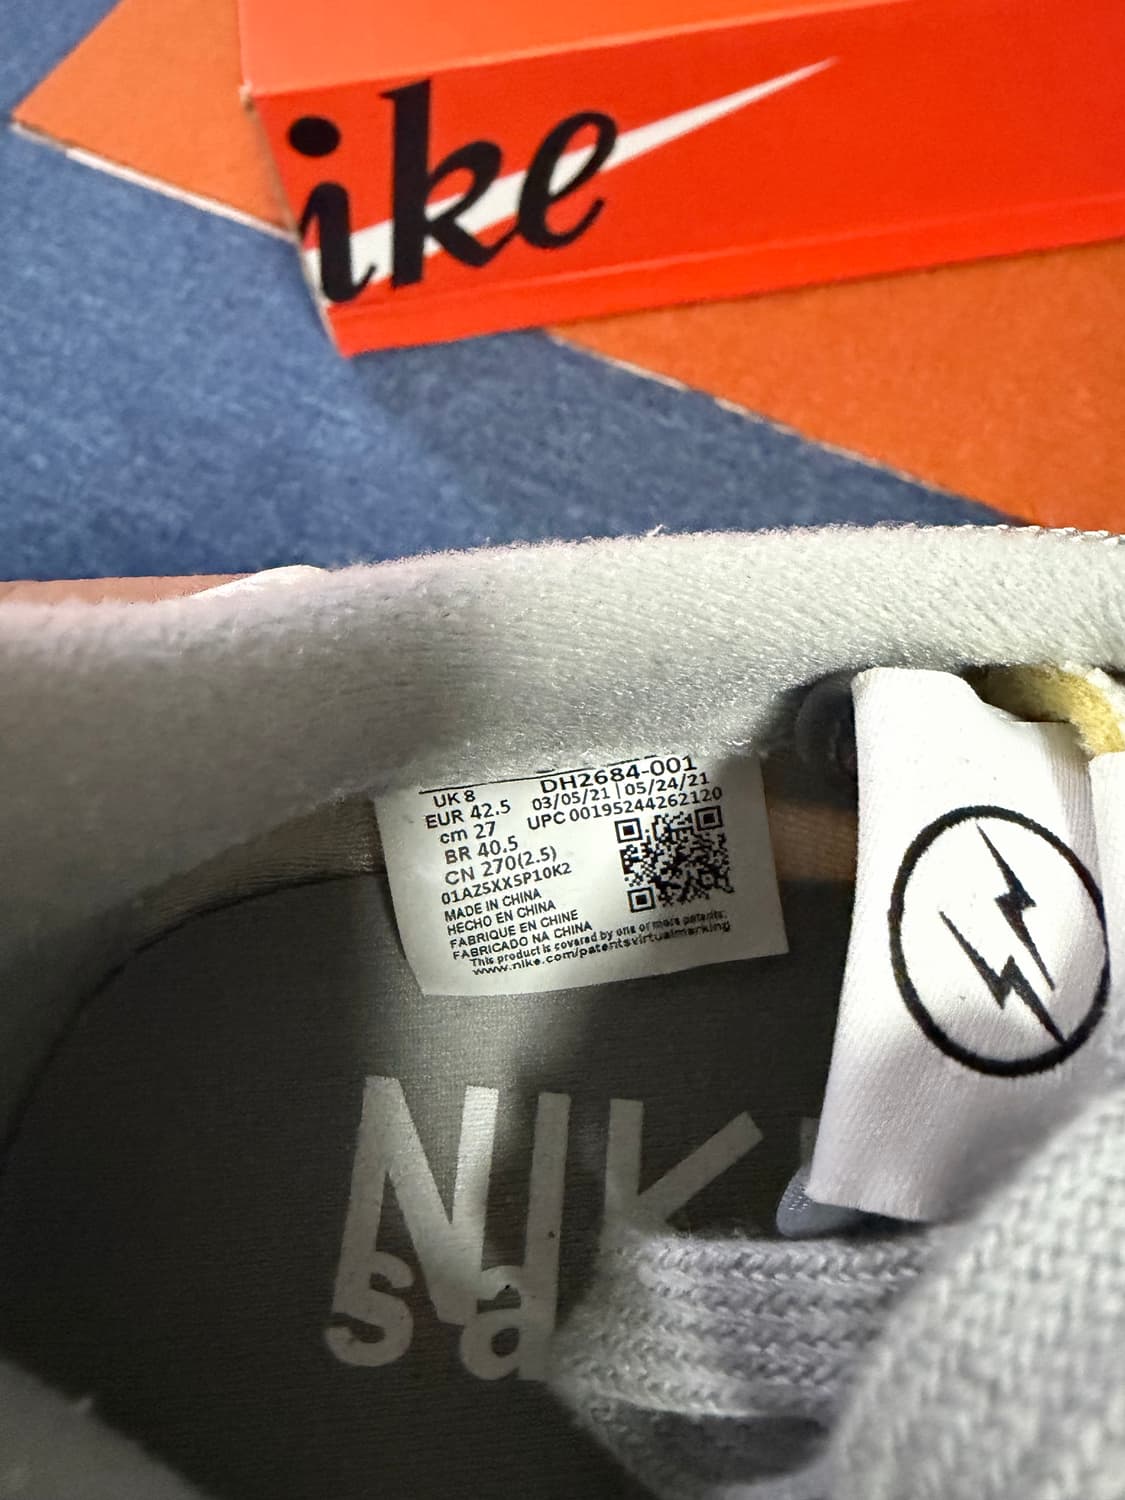 ike
UK 8
EUR 42.5
cm 27
BR 40.5
CN 270(2.5)
01AZ5XX5P10K2
MADE IN CHINA
HECHO EN CHINA
FABRIQUE EN CHINE
FABRICADO NA CHINA
This product is covered by one or more patents:
www.nike.com/patentsvirtualmarking
DH2684-001
03/05/21 | 05/24/21
UPC 00195244262120
NIK
sa